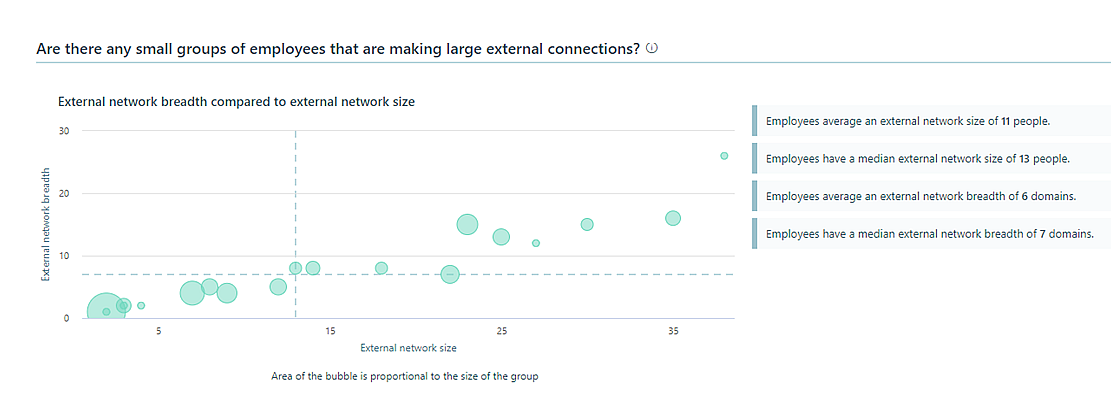 Are there any small groups of employees that are making large external connections?
External network breadth compared to external network size
30
20
10
0
External network breadth
5
15
25
35
External network size
Area of the bubble is proportional to the size of the group
Employees average an external network size of 11 people.
Employees have a median external network size of 13 people.
Employees average an external network breadth of 6 domains.
Employees have a median external network breadth of 7 domains.